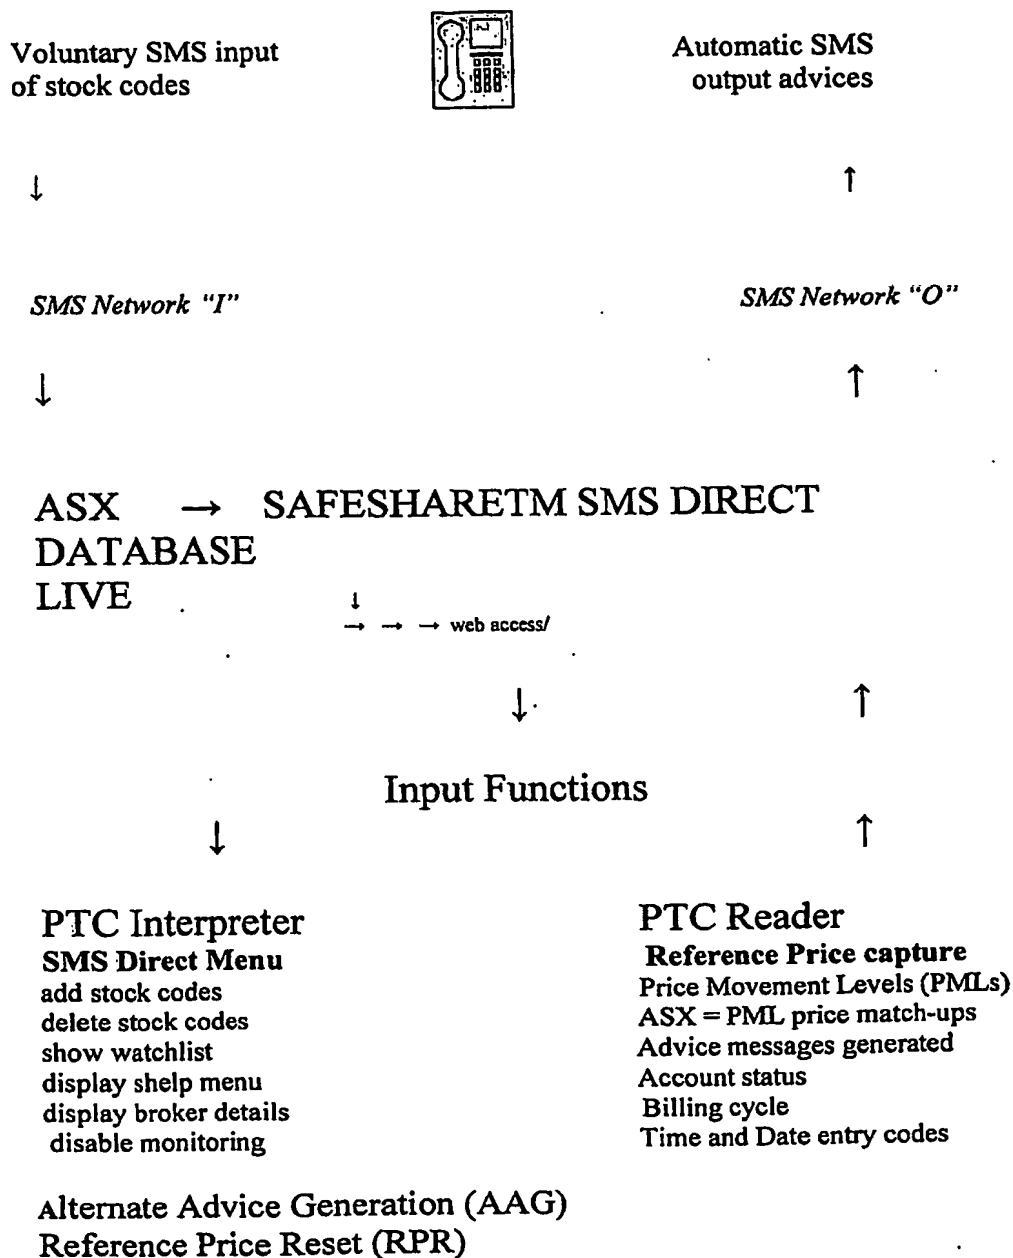 Voluntary SMS input
of stock codes
Automatic SMS
output advices
↓
↑
SMS Network "I"
SMS Network "O"
↓
↑
ASX → SAFESHARETM SMS DIRECT
DATABASE
LIVE
↓
→ → → web access/
↓
↑
Input Functions
↓
↑
PTC Interpreter
SMS Direct Menu
add stock codes
delete stock codes
show watchlist
display shelp menu
display broker details
disable monitoring
PTC Reader
Reference Price capture
Price Movement Levels (PMLs)
ASX = PML price match-ups
Advice messages generated
Account status
Billing cycle
Time and Date entry codes
Alternate Advice Generation (AAG)
Reference Price Reset (RPR)